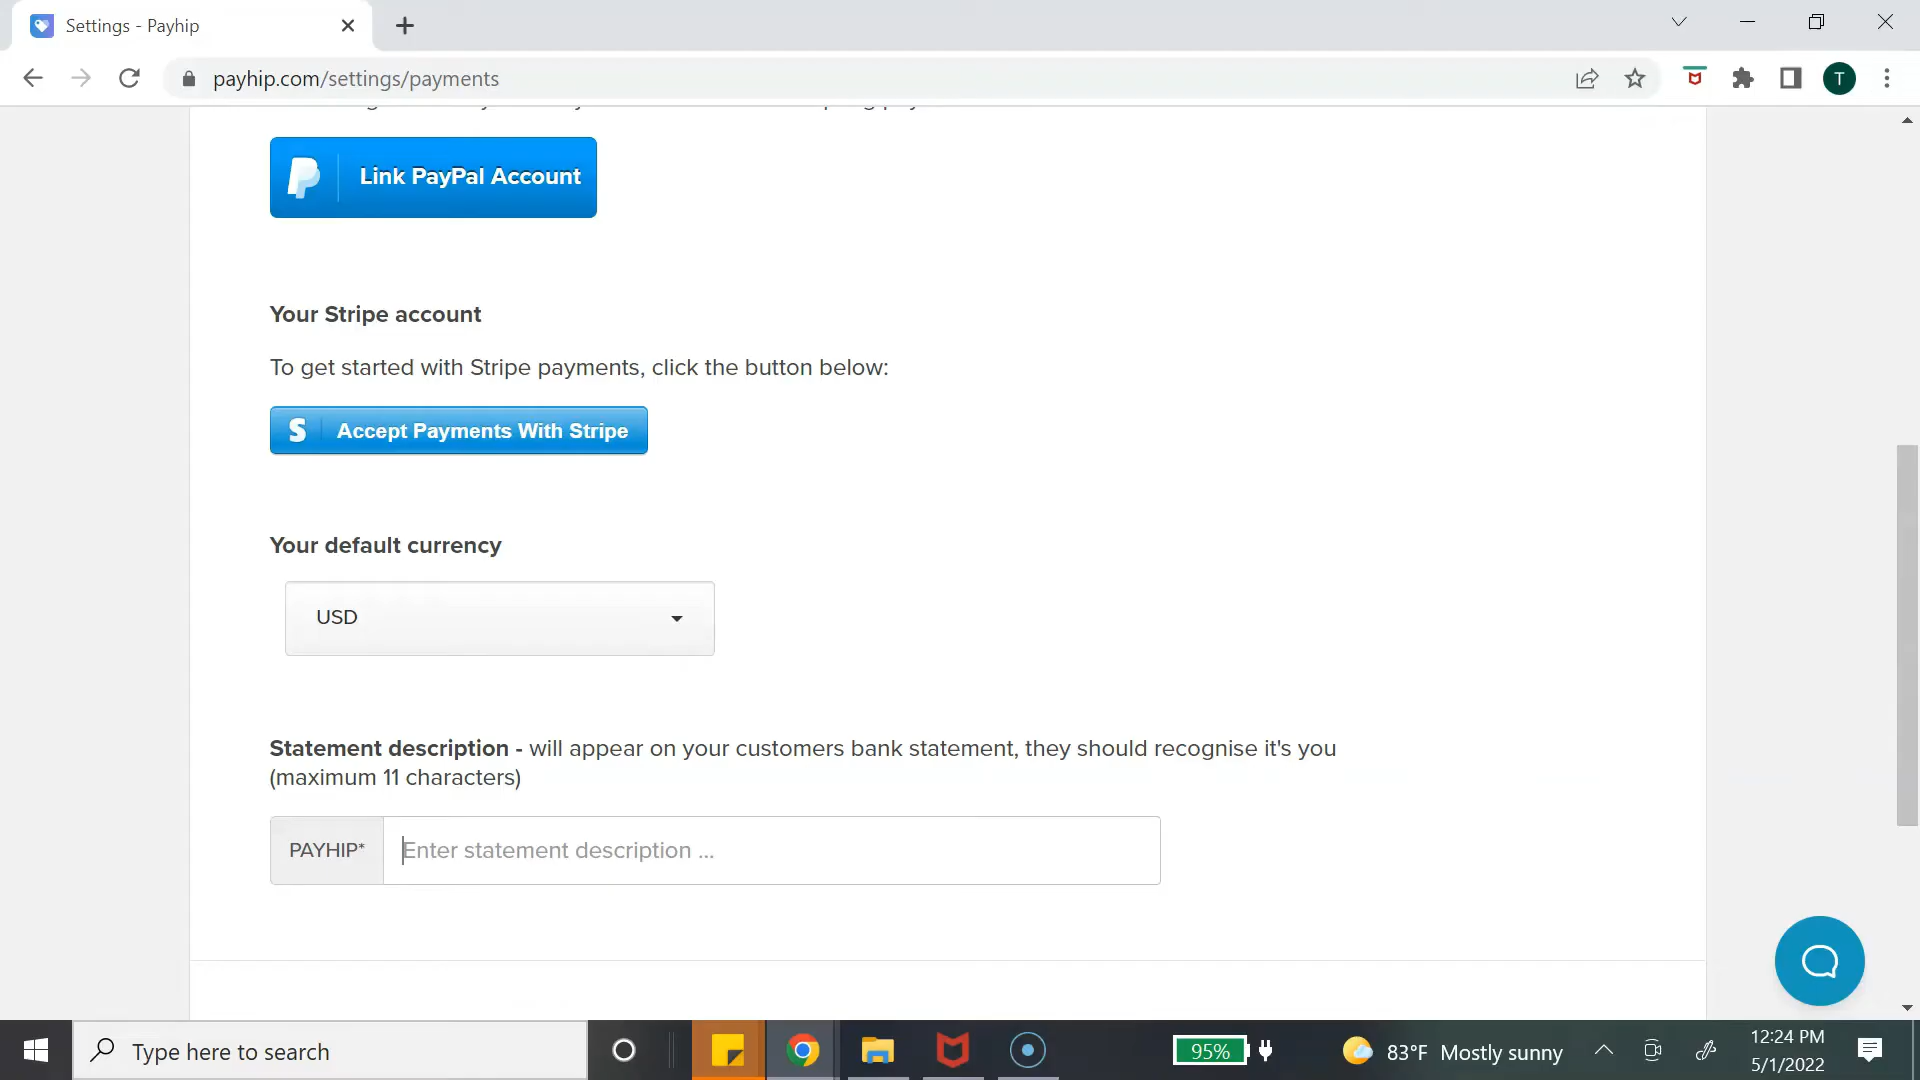 Settings - Payhip
payhip.com/settings/payments
Link PayPal Account
Your Stripe account
To get started with Stripe payments, click the button below:
S Accept Payments With Stripe
Your default currency
USD
Statement description - will appear on your customers bank statement, they should recognise it's you
(maximum 11 characters)
PAYHIP* Enter statement description ...
Type here to search
95%
83°F Mostly sunny
12:24 PM
5/1/2022
T